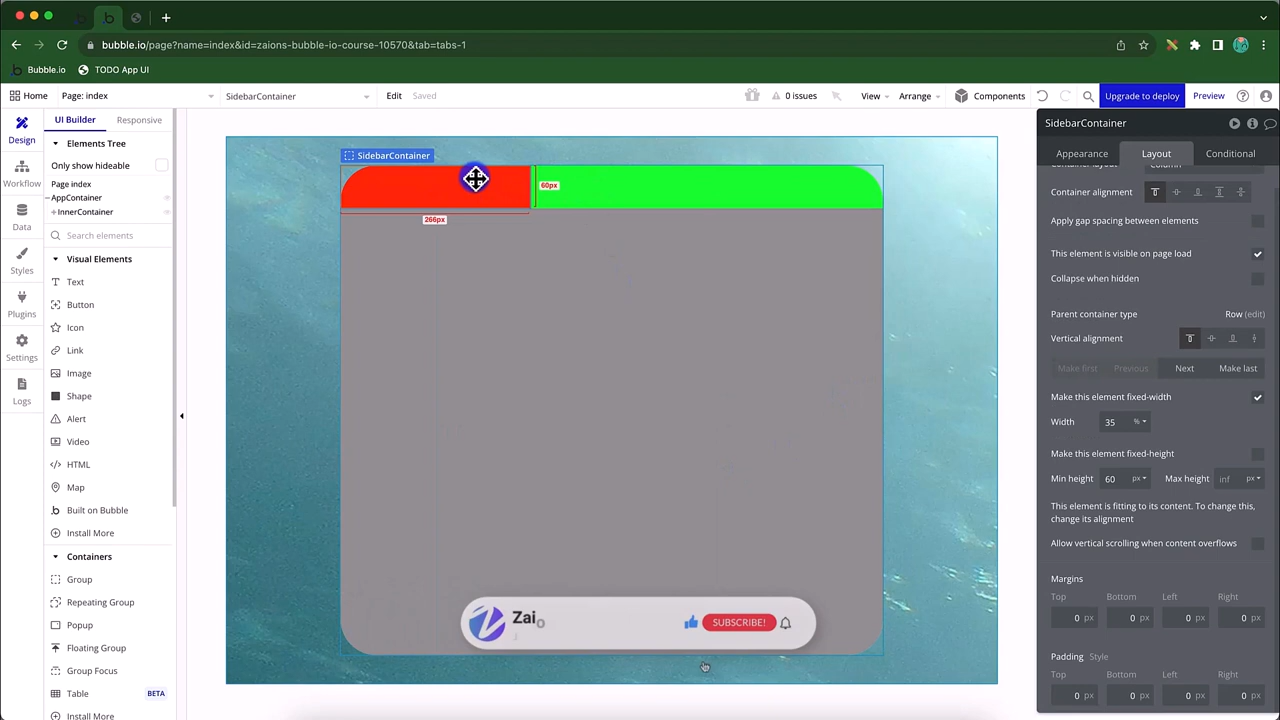 bubble.io/page?name=index&id=zaions-bubble-io-course-10570&tab=tabs-1
Bubble.io TODO App UI
Home Page: index SidebarContainer Edit Saved 0 issues View Arrange Components Upgrade to deploy Preview
Design
Workflow
Data
Styles
Plugins
Settings
Logs
UI Builder Responsive
Elements Tree
Only show hideable
Page index
AppContainer
InnerContainer
Search elements
Visual Elements
Text
Button
Icon
Link
Image
Shape
Alert
Video
HTML
Map
Built on Bubble
Install More
Containers
Group
Repeating Group
Popup
Floating Group
Group Focus
Table BETA
Install More
SidebarContainer
60px
266px
Zaio
SUBSCRIBE!
SidebarContainer
Appearance Layout Conditional
Container alignment
Apply gap spacing between elements
This element is visible on page load
Collapse when hidden
Parent container type Row (edit)
Vertical alignment
Make first Previous Next Make last
Make this element fixed-width
Width 35 %
Make this element fixed-height
Min height 60 px Max height inf px
This element is fitting to its content. To change this,
change its alignment
Allow vertical scrolling when content overflows
Margins
Top Bottom Left Right
0 px 0 px 0 px 0 px
Padding Style
Top Bottom Left Right
0 px 0 px 0 px 0 px